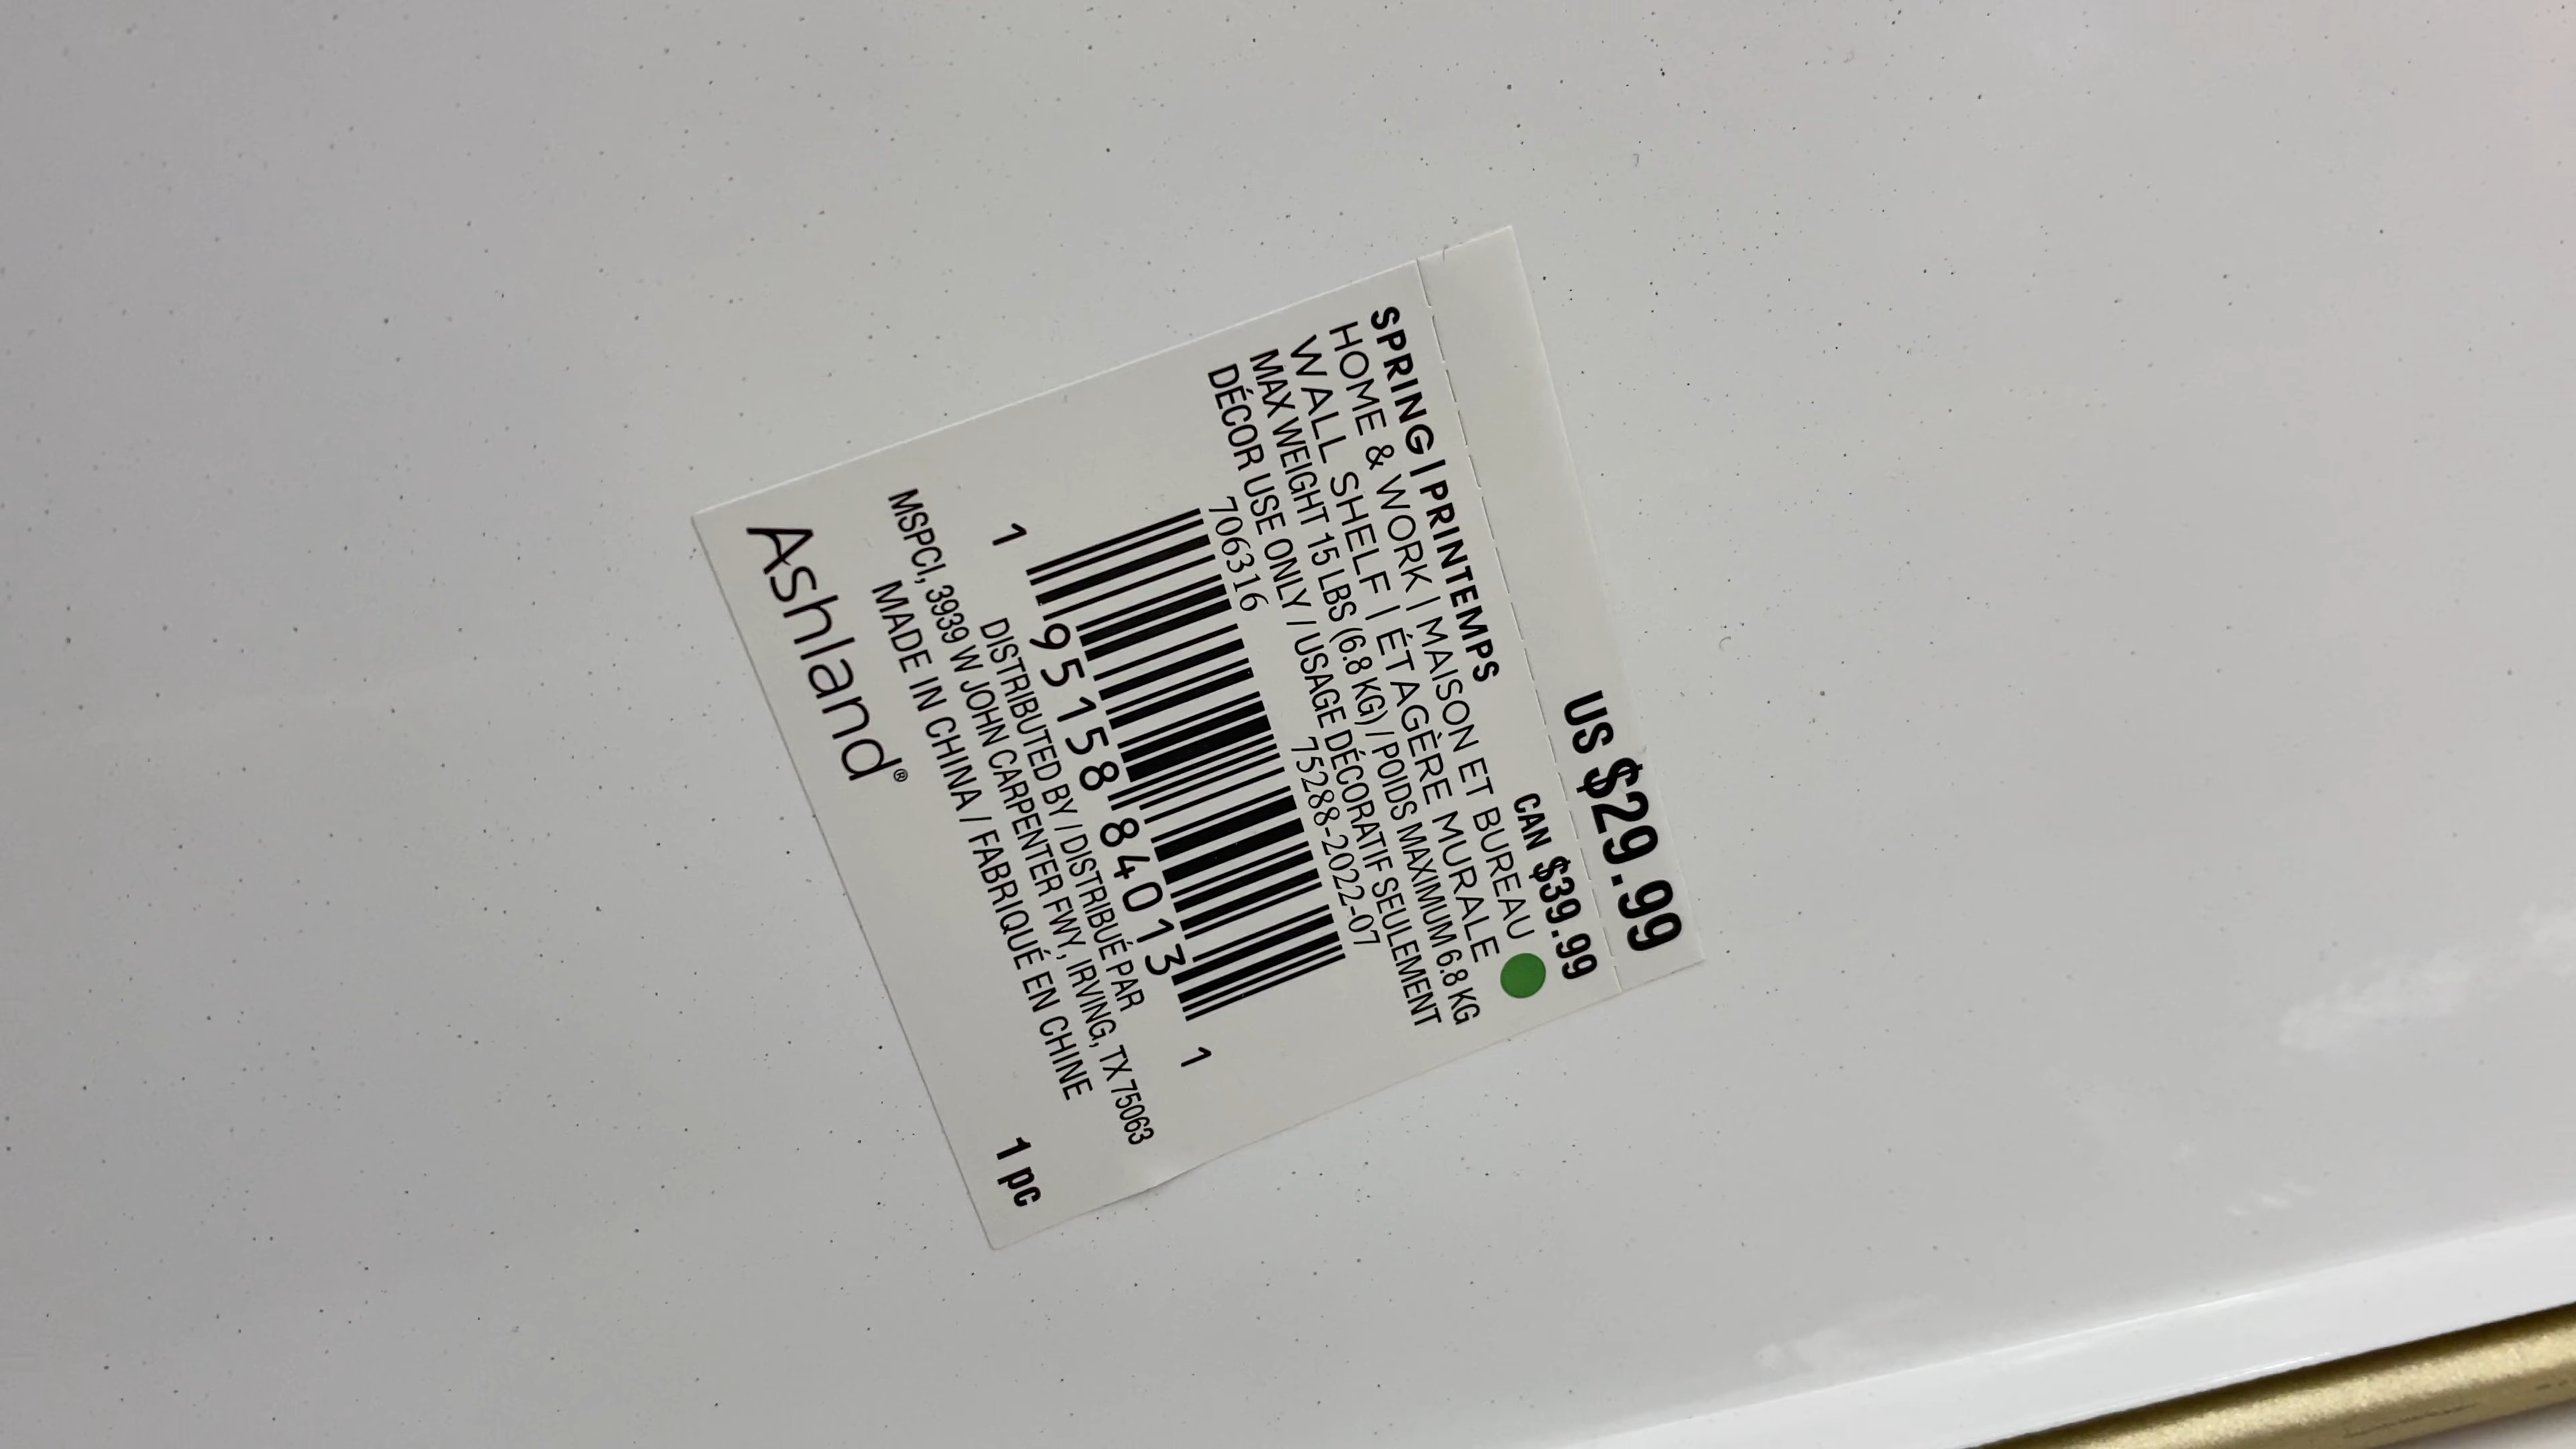 US $29.99
CAN $39.99
SPRING | PRINTEMPS
HOME & WORK | MAISON ET BUREAU
WALL SHELF | ÉTAGÈRE MURALE
MAX WEIGHT 15 LBS (6.8 KG) / POIDS MAXIMUM 6.8 KG
DÉCOR USE ONLY / USAGE DÉCORATIF SEULEMENT
706316 75288-2022-07
1 95158 84013 1
DISTRIBUTED BY / DISTRIBUÉ PAR
MSPCI, 3939 W JOHN CARPENTER FWY, IRVING, TX 75063
MADE IN CHINA / FABRIQUÉ EN CHINE
Ashland® 1 pc